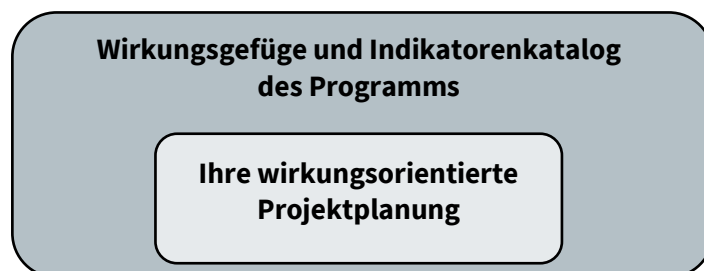 Wirkungsgefüge und Indikatorenkatalog
des Programms
Ihre wirkungsorientierte
Projektplanung